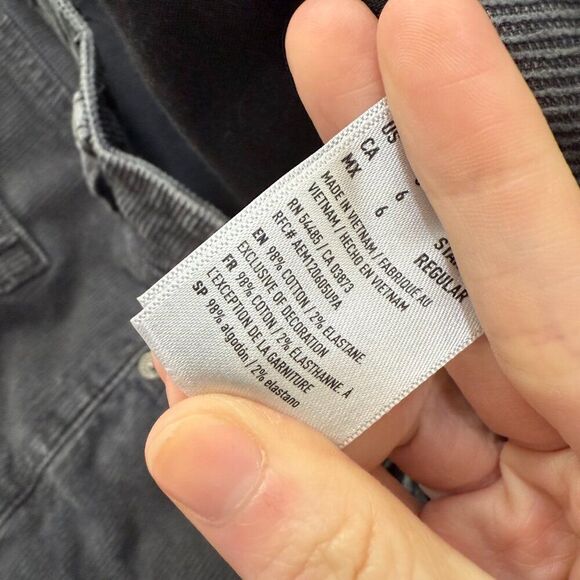 US
CA 6
MX 6
STA
REGULAR
MADE IN VIETNAM / FABRIQUE AU
VIETNAM / HECHO EN VIETNAM
RN 54485 / CA 03873
RFC# AEM120605U9A
EN 98% COTTON / 2% ELASTANE.
EXCLUSIVE OF DECORATION
FR 98% COTON / 2% ÉLASTHANNE. À
L'EXCEPTION DE LA GARNITURE
SP 98% algodón / 2% elastano